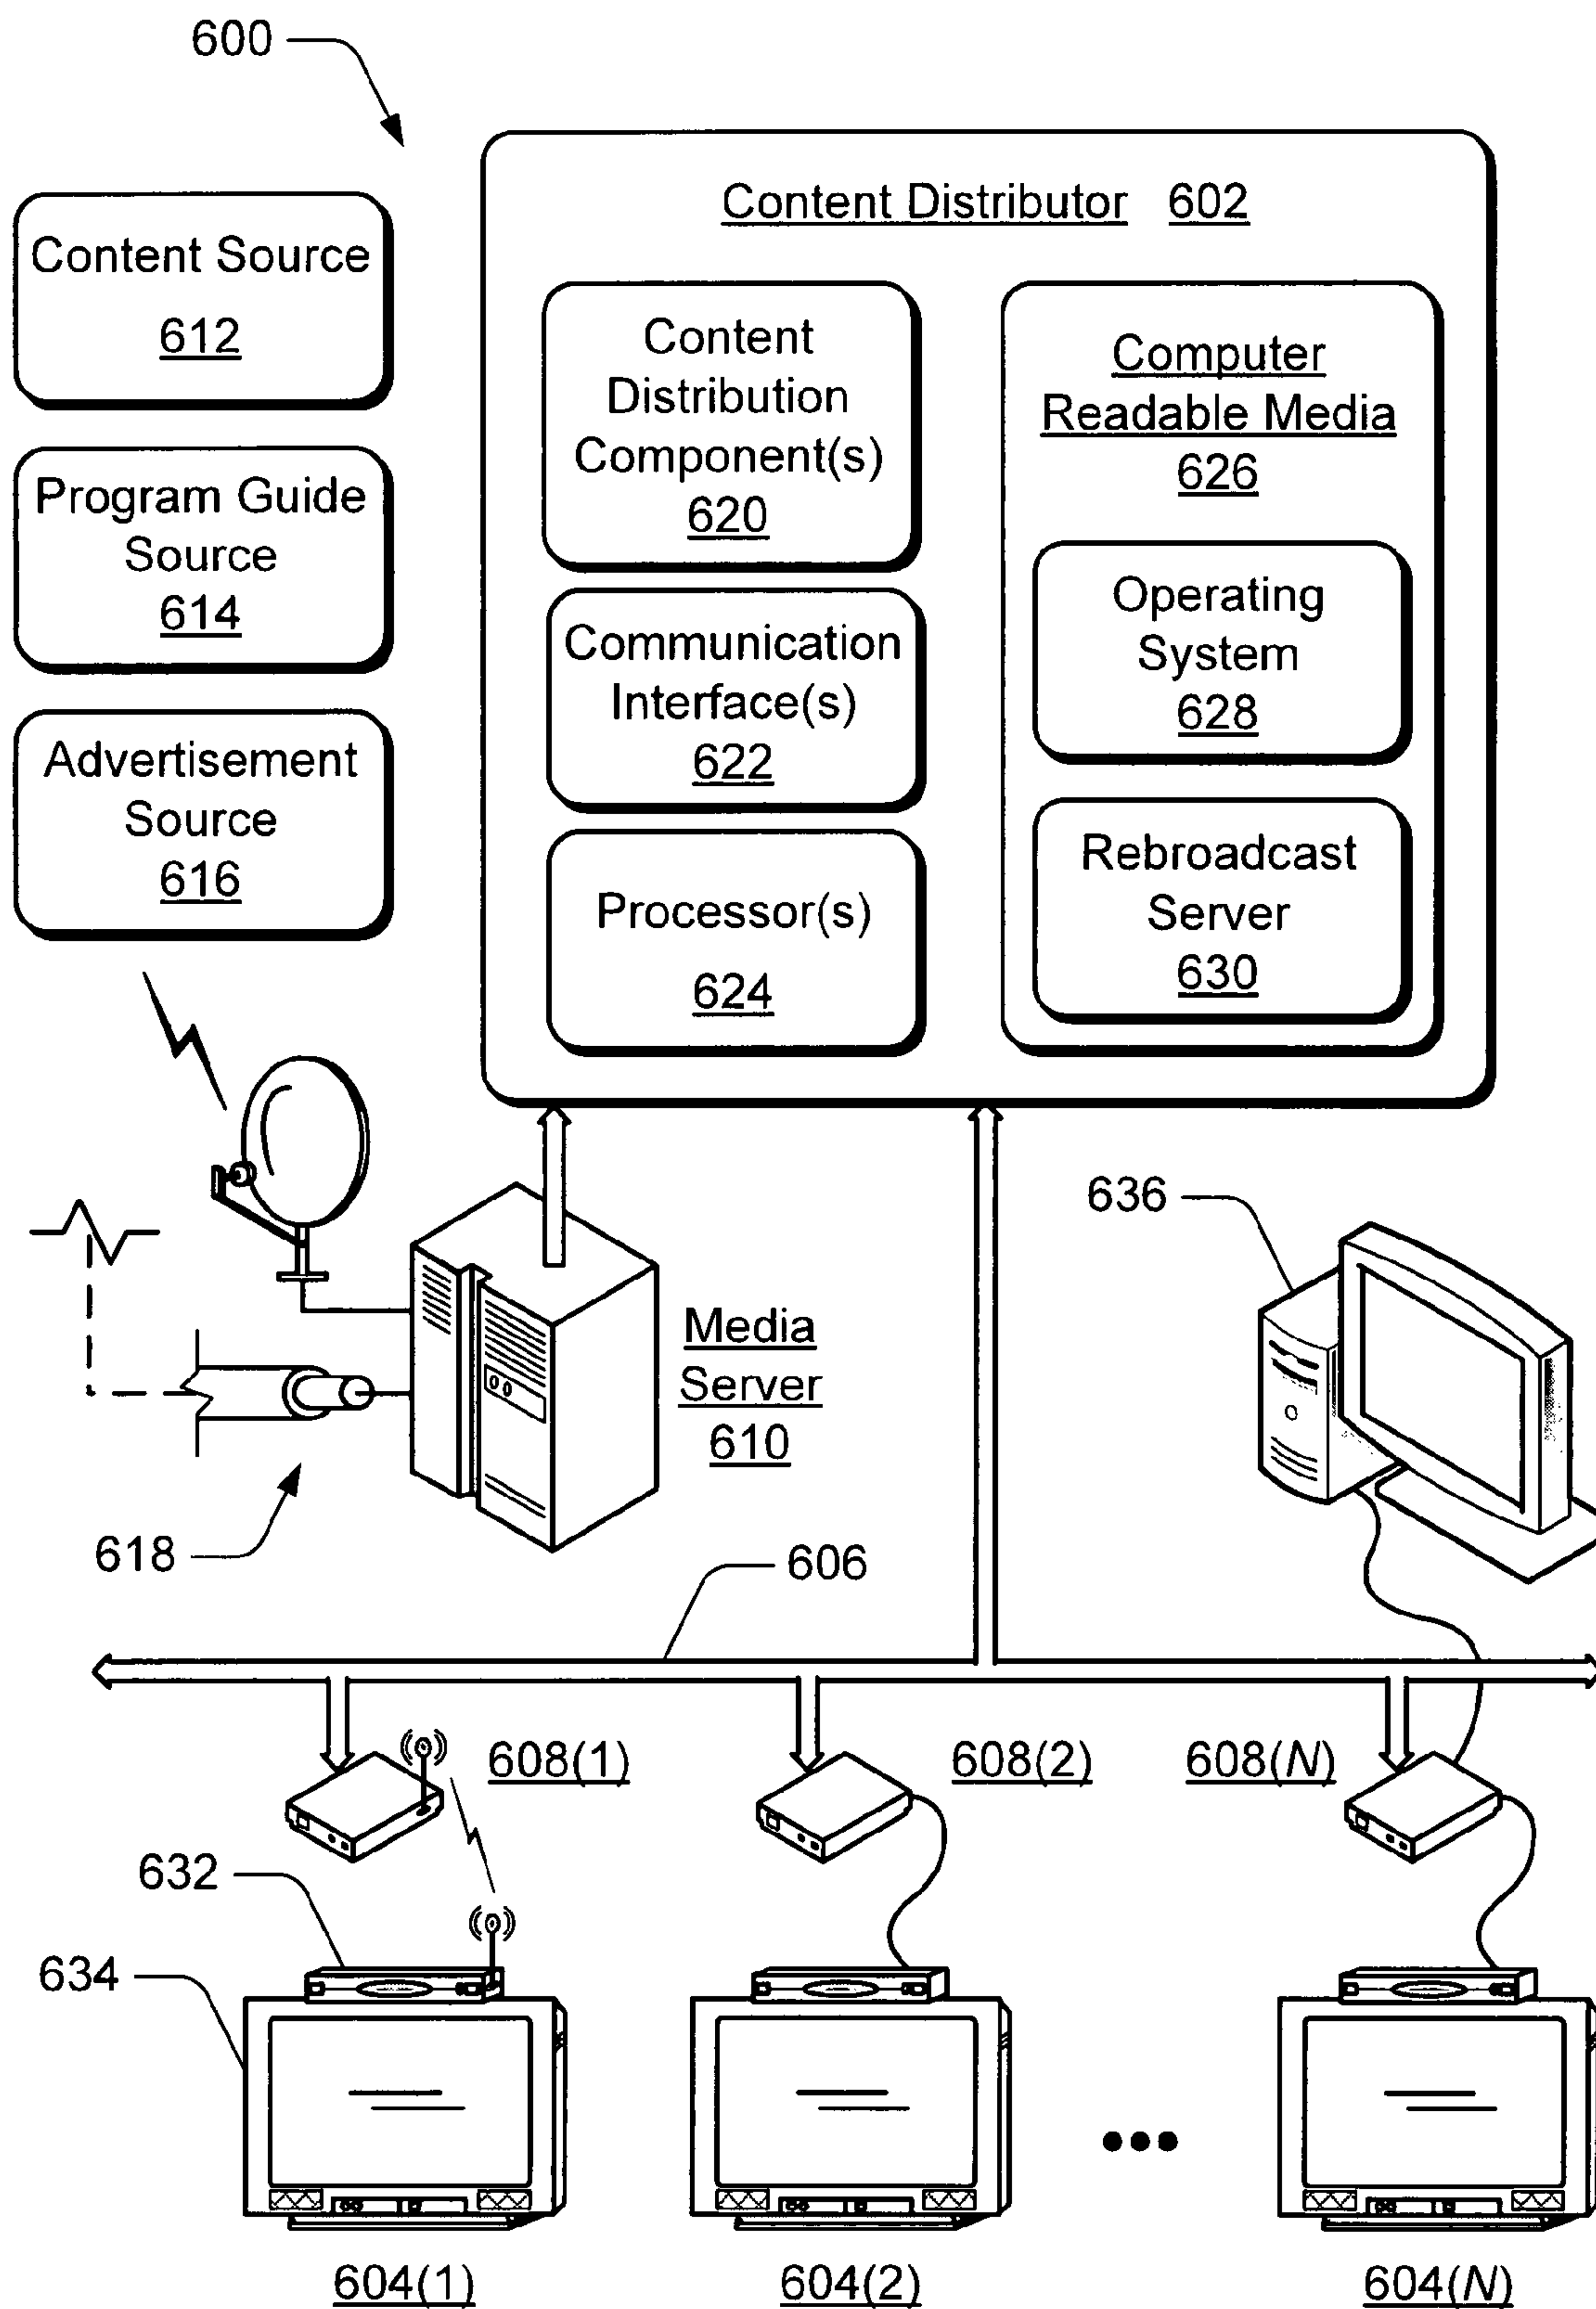 600
Content Source
612
Program Guide
Source
614
Advertisement
Source
616
Content Distributor 602
Content
Distribution
Component(s)
620
Communication
Interface(s)
622
Processor(s)
624
Computer
Readable Media
626
Operating
System
628
Rebroadcast
Server
630
636
Media
Server
610
618
606
608(1)
608(2)
608(N)
632
634
604(1)
604(2)
604(N)